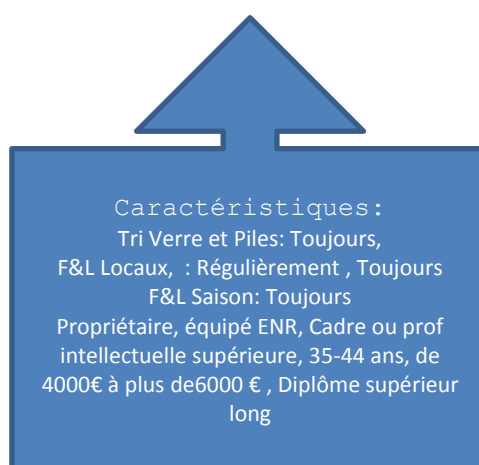 Caractéristiques:
Tri Verre et Piles: Toujours,
F&L Locaux, : Régulièrement , Toujours
F&L Saison: Toujours
Propriétaire, équipé ENR, Cadre ou prof
intellectuelle supérieure, 35-44 ans, de
4000€ à plus de6000 € , Diplôme supérieur
long